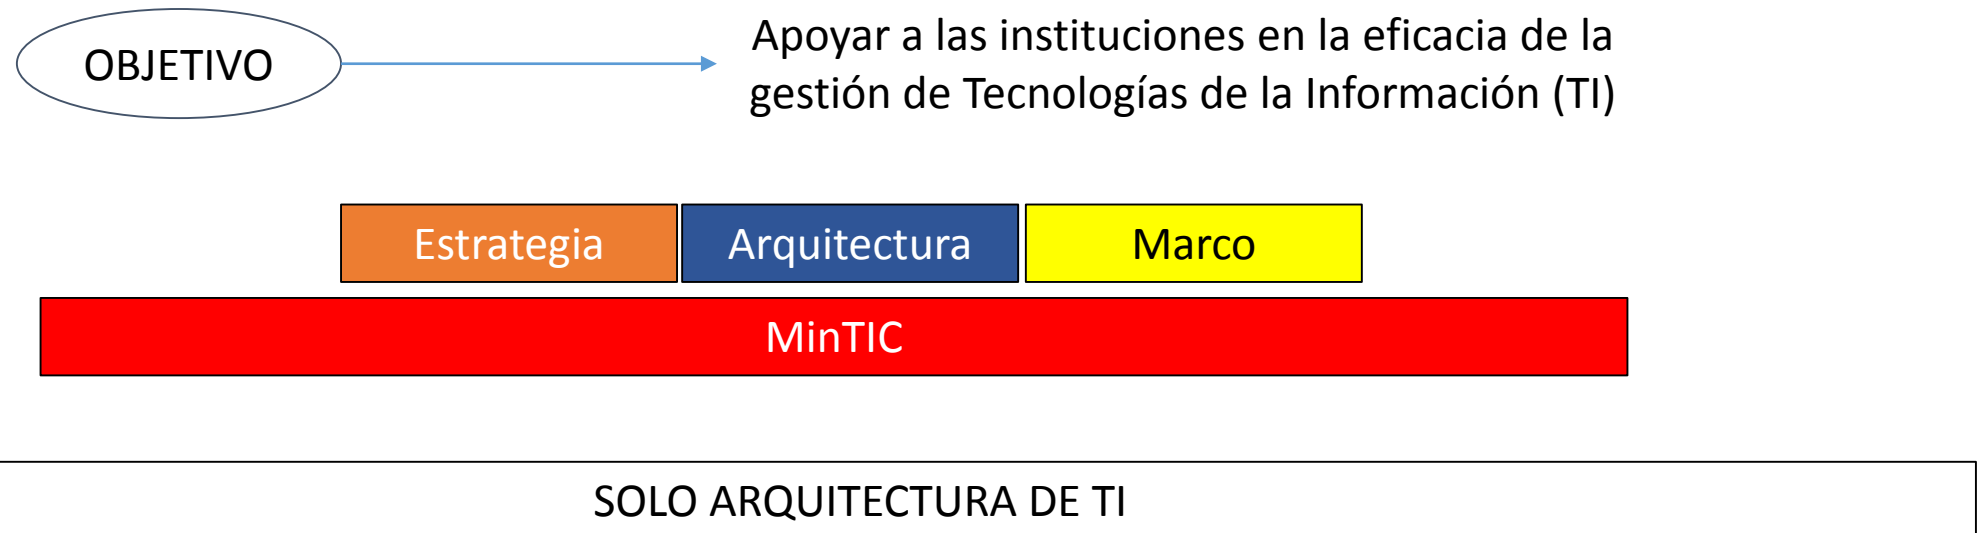 OBJETIVO
Apoyar a las instituciones en la eficacia de la
gestión de Tecnologías de la Información (TI)
Estrategia
Arquitectura
Marco
MinTIC
SOLO ARQUITECTURA DE TI